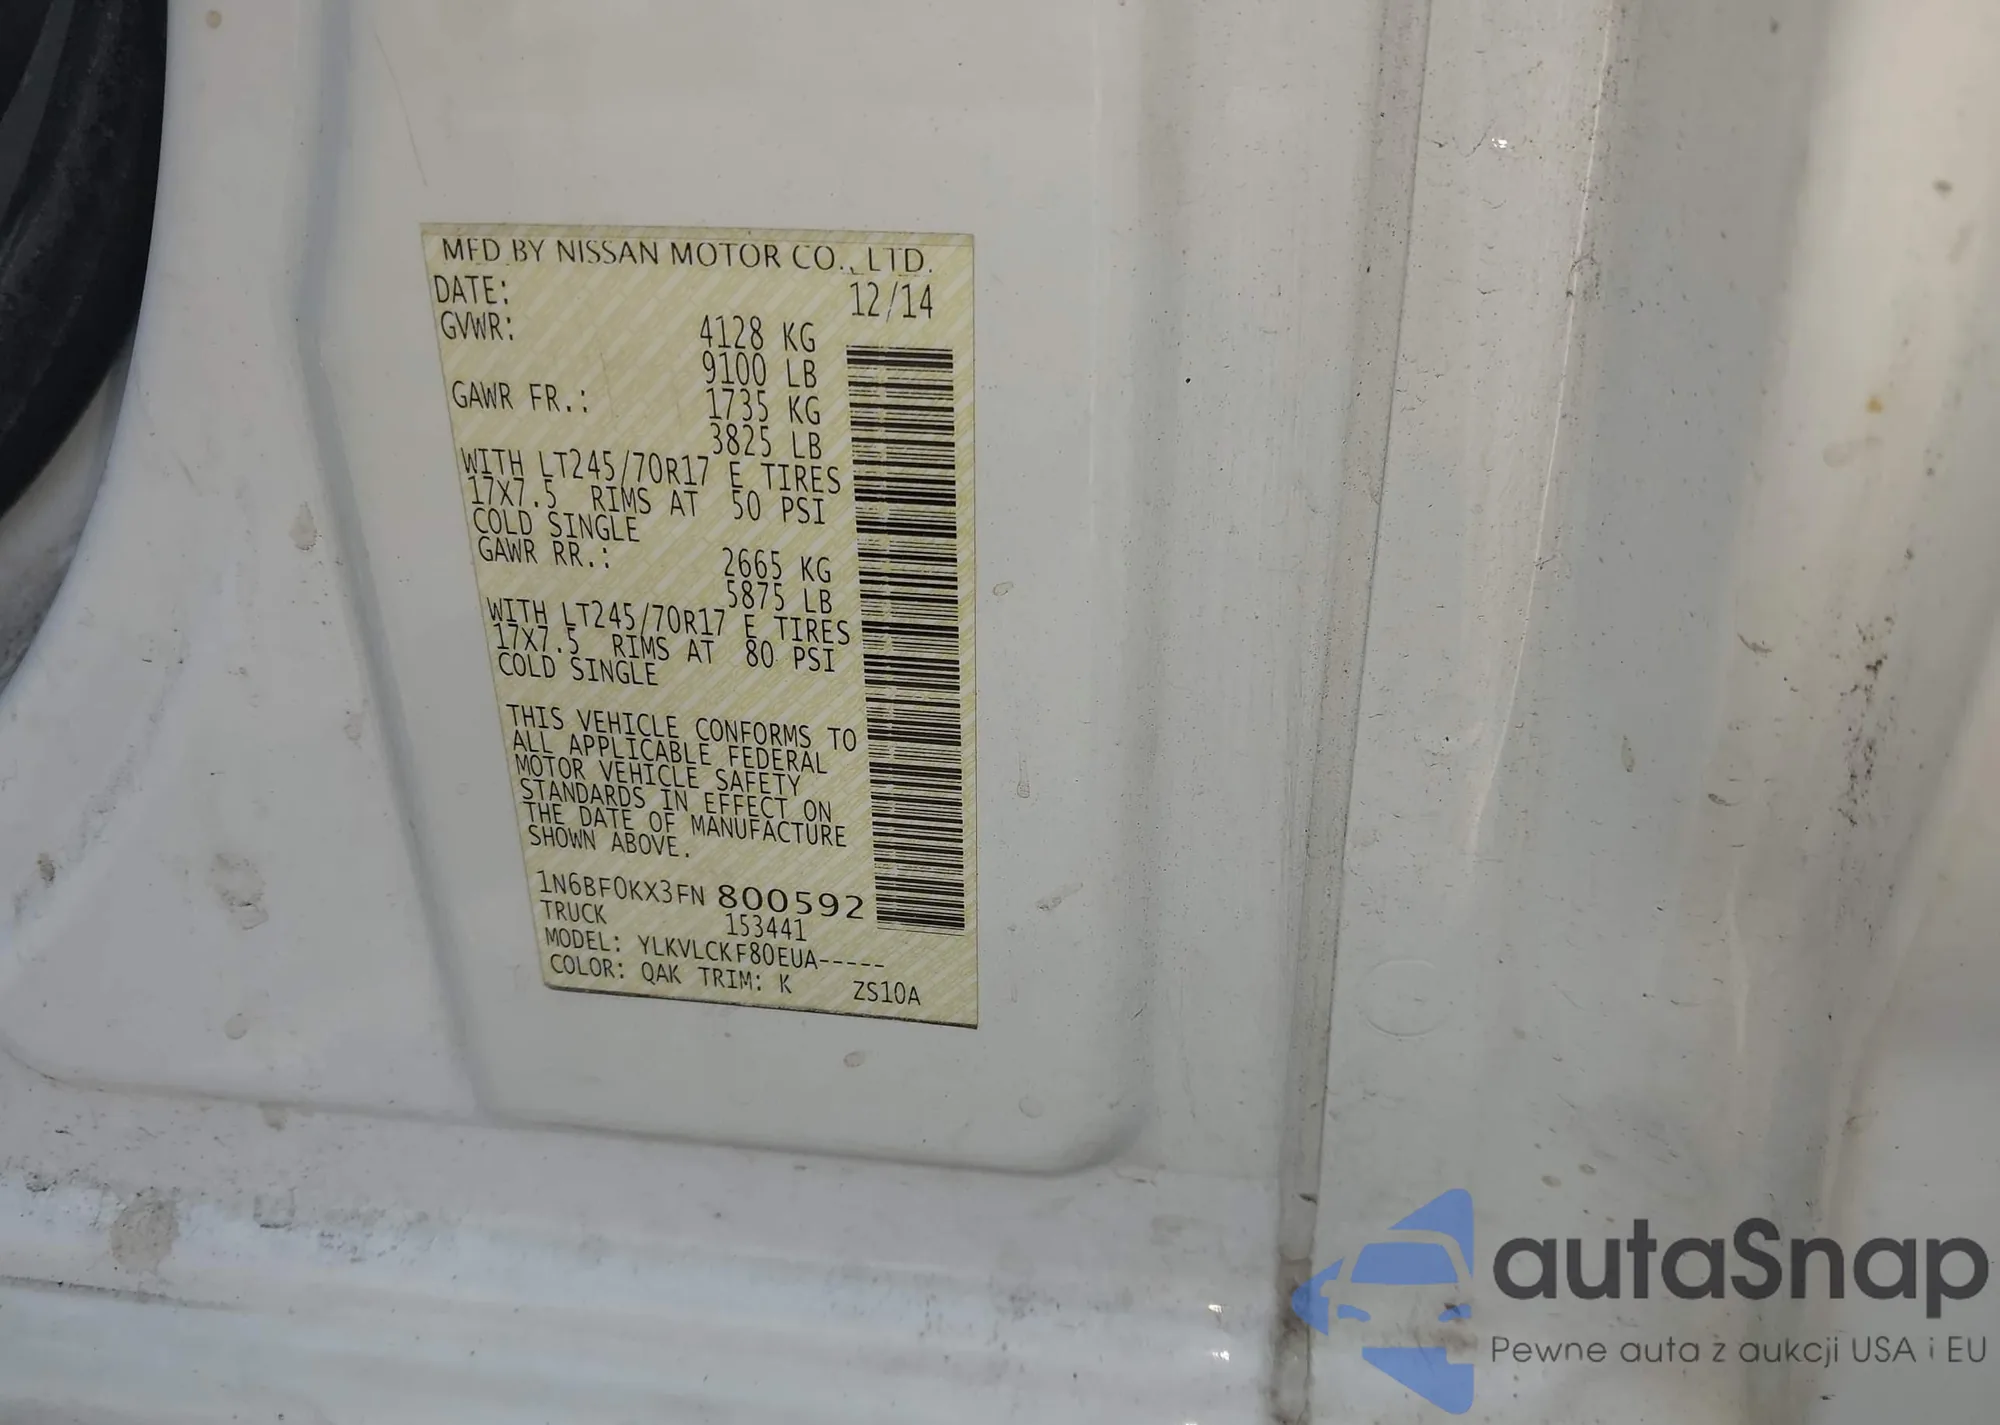 MFD BY NISSAN MOTOR CO., LTD.
DATE: 12/14
GVWR: 4128 KG
9100 LB
GAWR FR.: 1735 KG
3825 LB
WITH LT245/70R17 E TIRES
17X7.5 RIMS AT 50 PSI
COLD SINGLE
GAWR RR.: 2665 KG
5875 LB
WITH LT245/70R17 E TIRES
17X7.5 RIMS AT 80 PSI
COLD SINGLE
THIS VEHICLE CONFORMS TO
ALL APPLICABLE FEDERAL
MOTOR VEHICLE SAFETY
STANDARDS IN EFFECT ON
THE DATE OF MANUFACTURE
SHOWN ABOVE.
1N6BF0KX3FN 800592
TRUCK 153441
MODEL: YLKVLCKF80EUA-----
COLOR: QAK TRIM: K ZS10A
autaSnap
Pewne auta z aukcji USA i EU